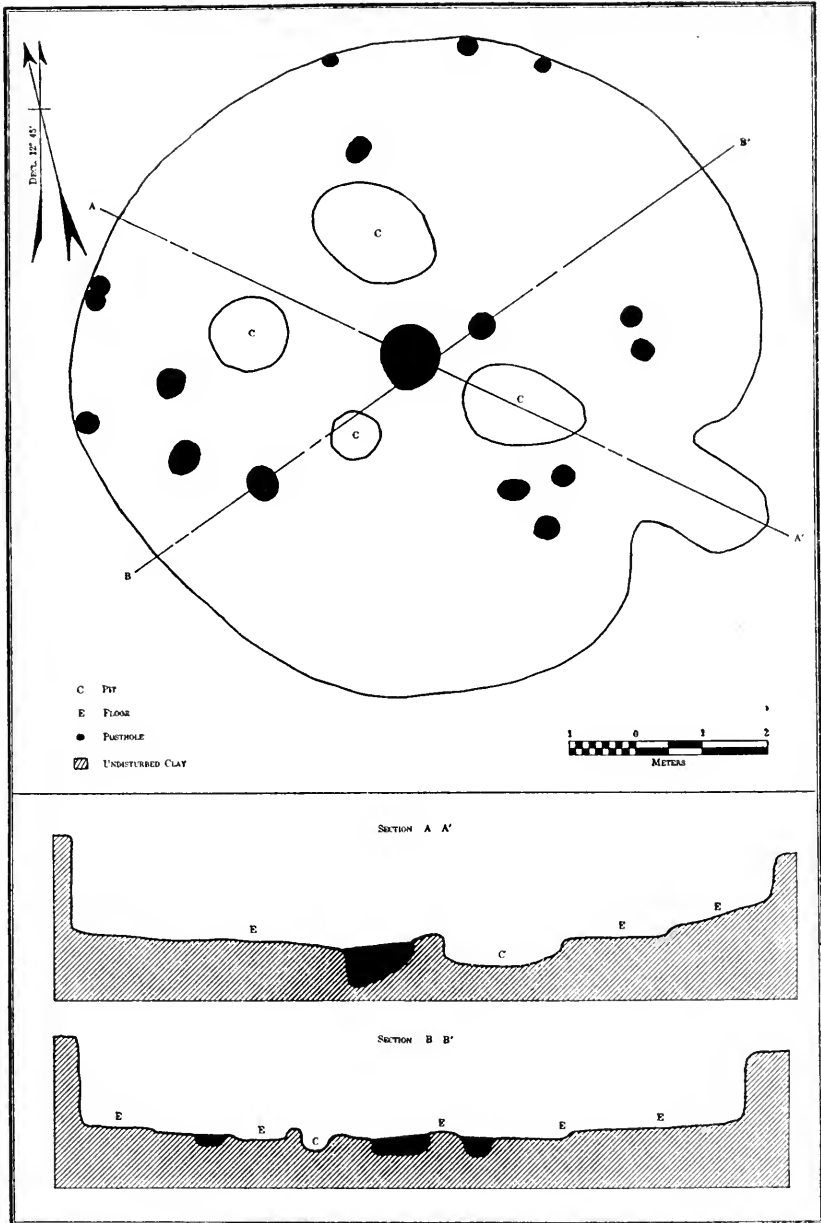 DECL. 12° 45'
B'
A
C
C
C
C
A'
B
C PIT
E FLOOR
POSTHOLE
UNDISTURBED CLAY
1 0 1 2
METERS
SECTION A A'
E
E
E
C
SECTION B B'
E
E
C
E
E
E